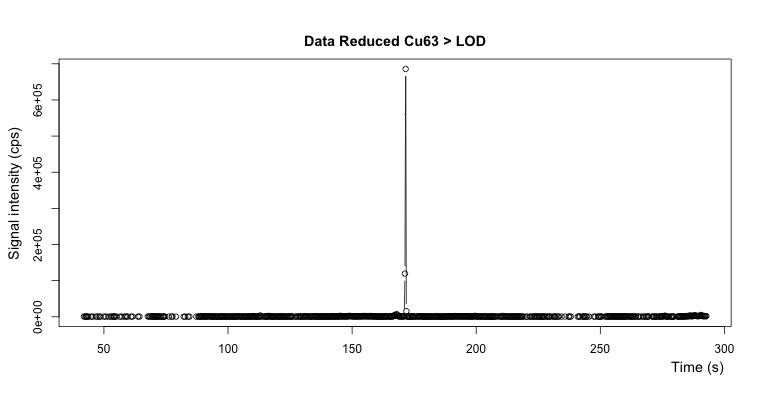 Data Reduced Cu63 > LOD
Signal intensity (cps)
6e+05
4e+05
2e+05
0e+00
50 100 150 200 250 300
Time (s)